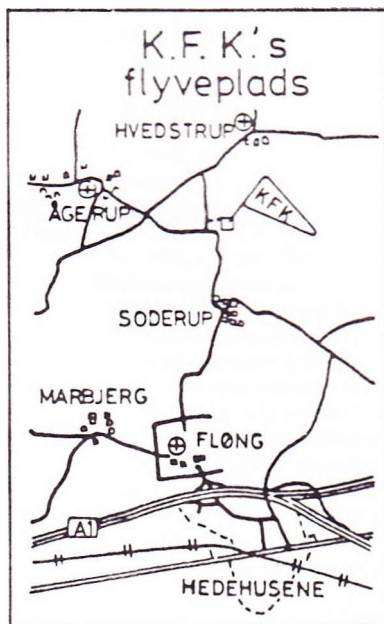 K.F.K.'s
flyveplads
HVEDSTRUP
ÅGERUP
KFK
SODERUP
MARBJERG
FLØNG
A1
HEDEHUSENE